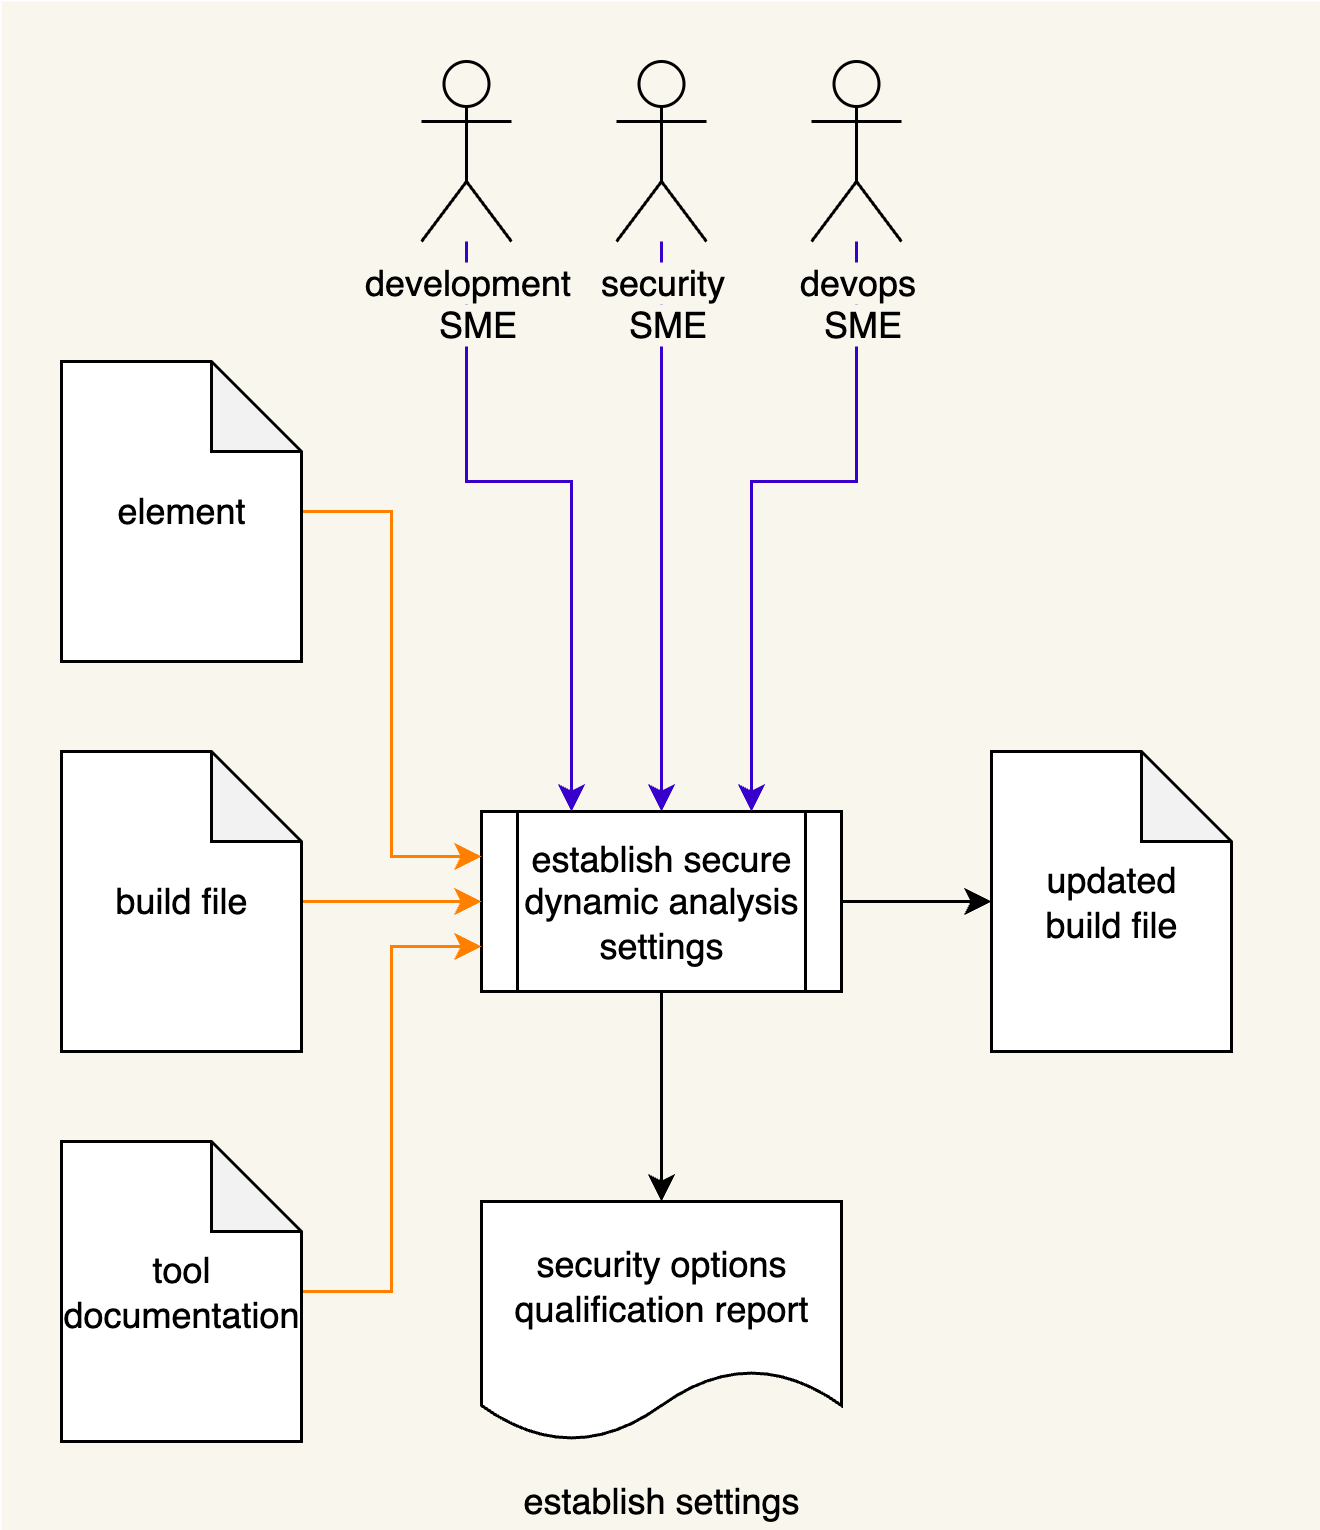 development
SME
security
SME
devops
SME
element
build file
tool
documentation
establish secure
dynamic analysis
settings
updated
build file
security options
qualification report
establish settings